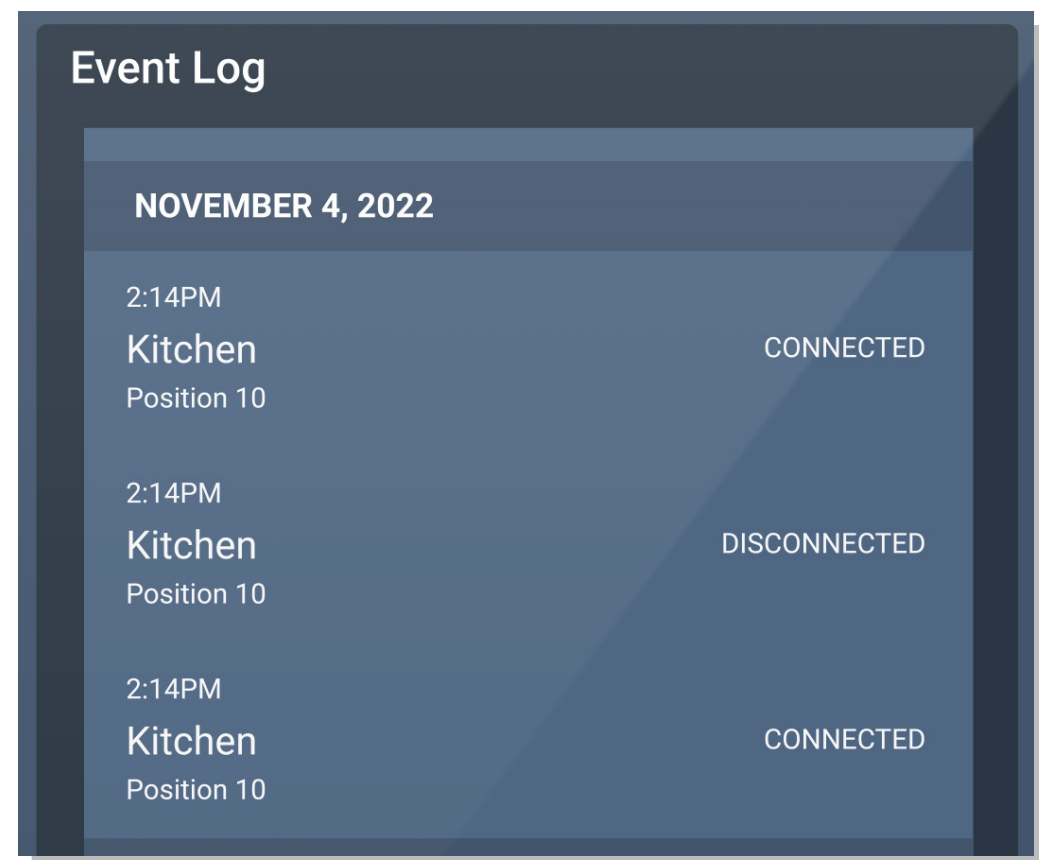 Event Log
NOVEMBER 4, 2022
2:14PM
Kitchen
CONNECTED
Position 10
2:14PM
Kitchen
DISCONNECTED
Position 10
2:14PM
Kitchen
CONNECTED
Position 10